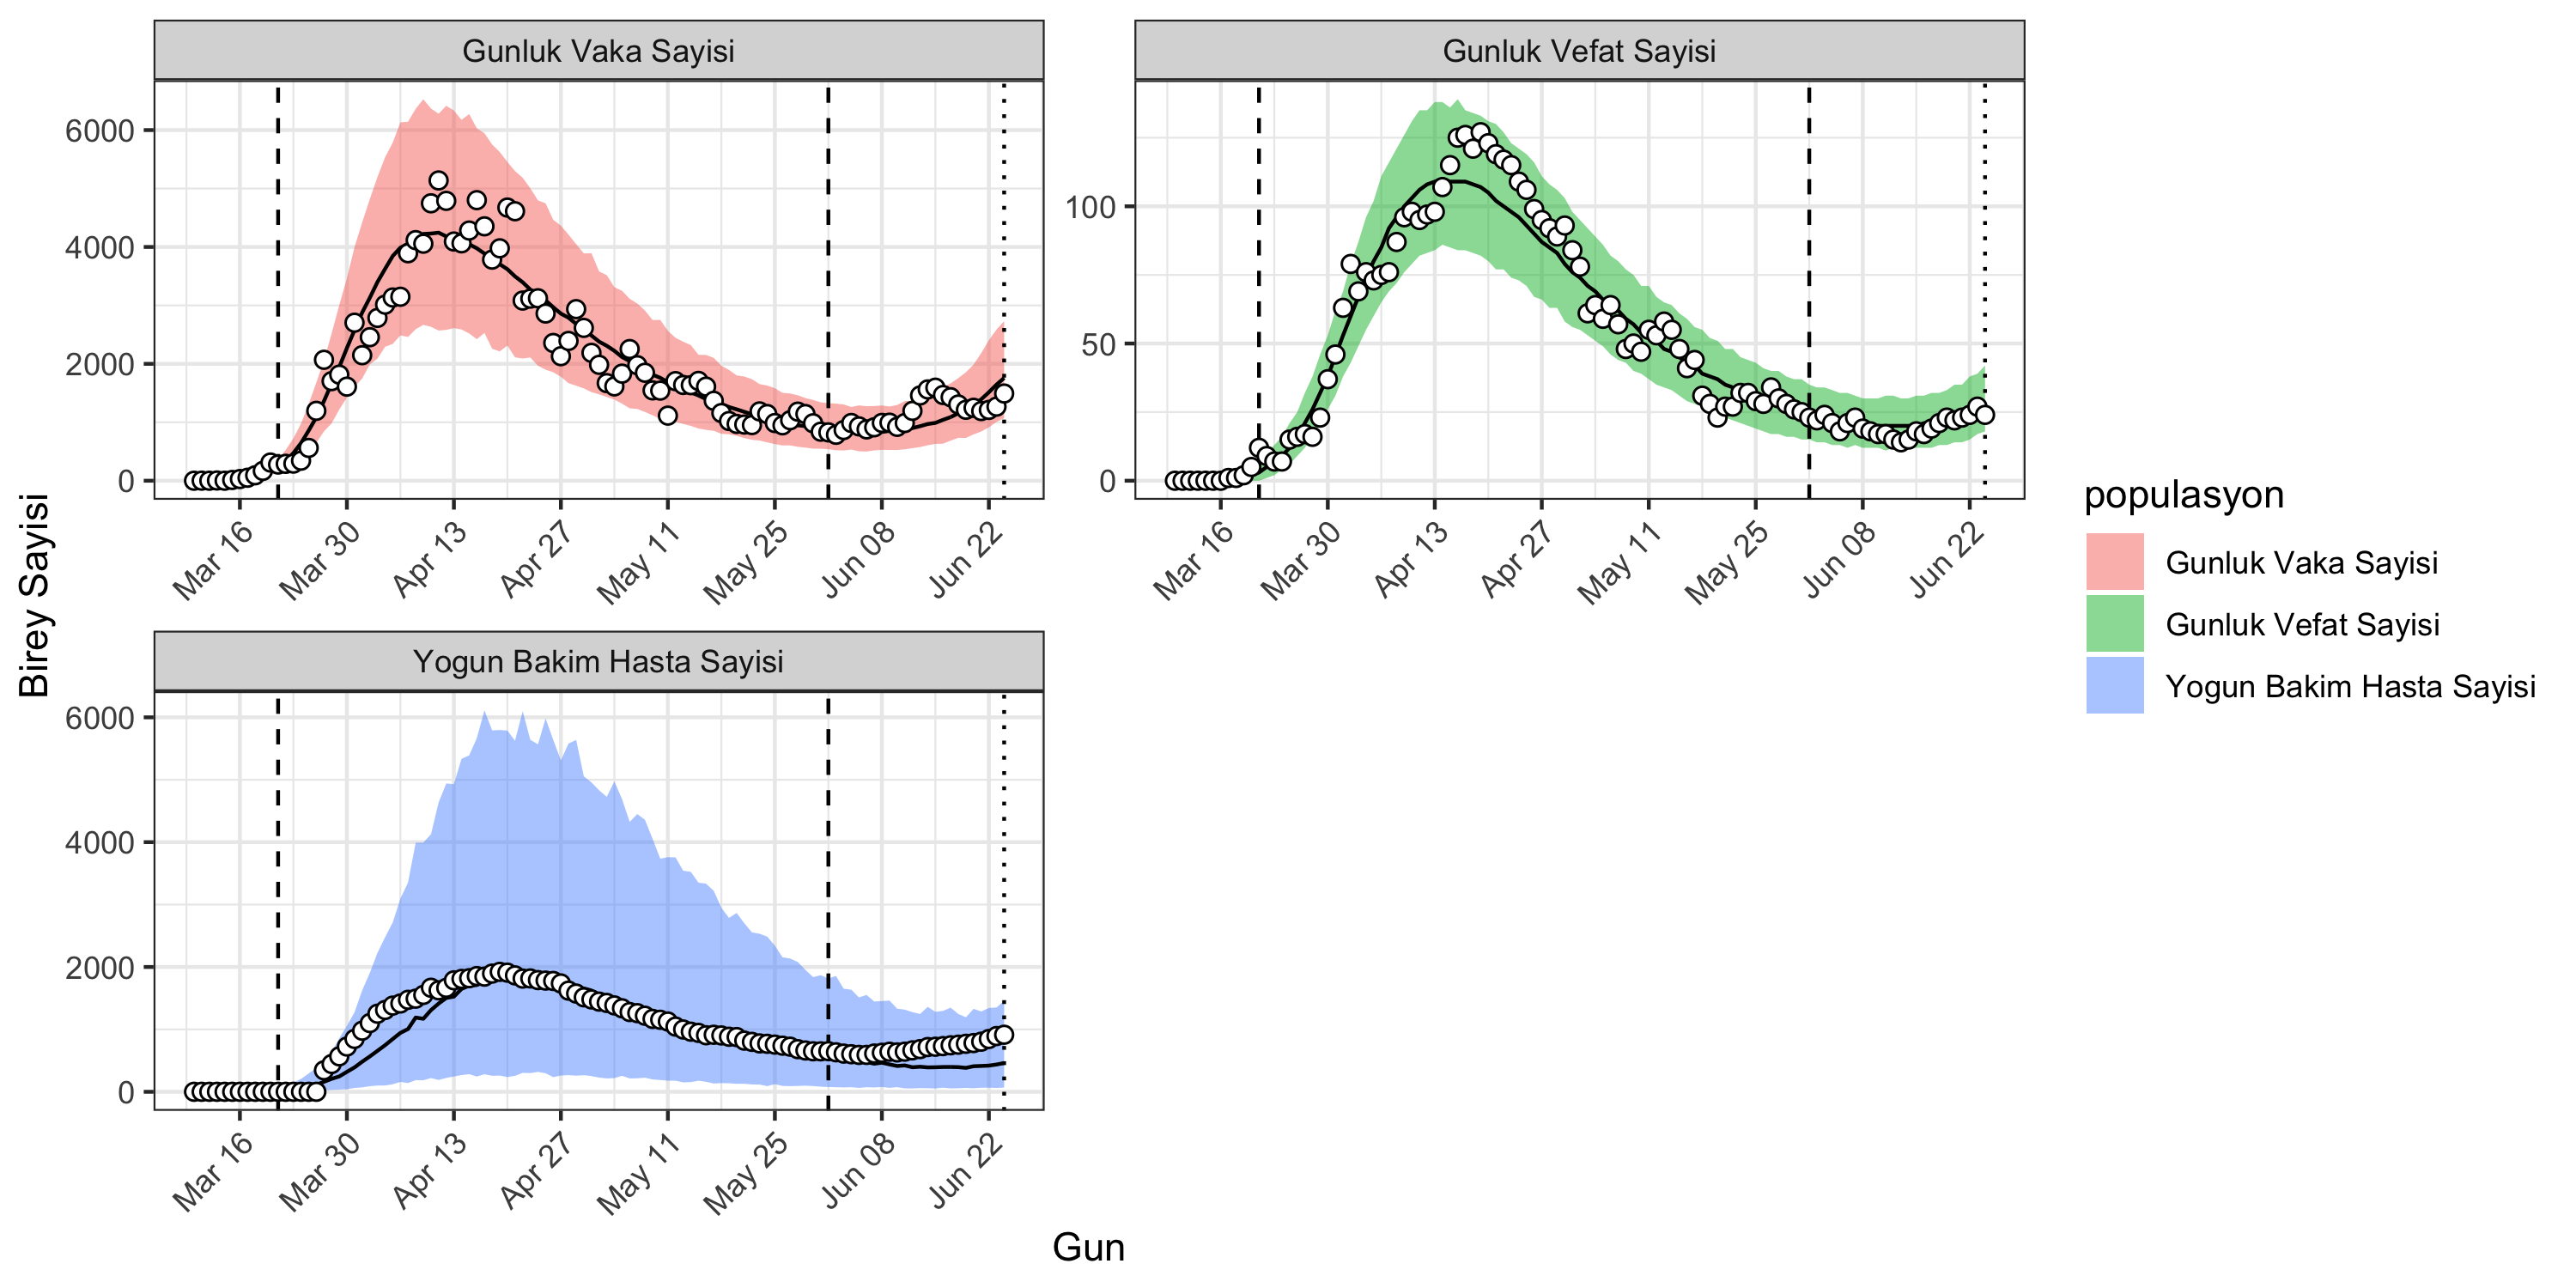 Gunluk Vaka Sayisi
Gunluk Vefat Sayisi
6000
4000
2000
0
100
50
0
Mar 16
Mar 30
Apr 13
Apr 27
May 11
May 25
Jun 08
Jun 22
Mar 16
Mar 30
Apr 13
Apr 27
May 11
May 25
Jun 08
Jun 22
Birey Sayisi
Yogun Bakim Hasta Sayisi
6000
4000
2000
0
Mar 16
Mar 30
Apr 13
Apr 27
May 11
May 25
Jun 08
Jun 22
Gun
populasyon
Gunluk Vaka Sayisi
Gunluk Vefat Sayisi
Yogun Bakim Hasta Sayisi